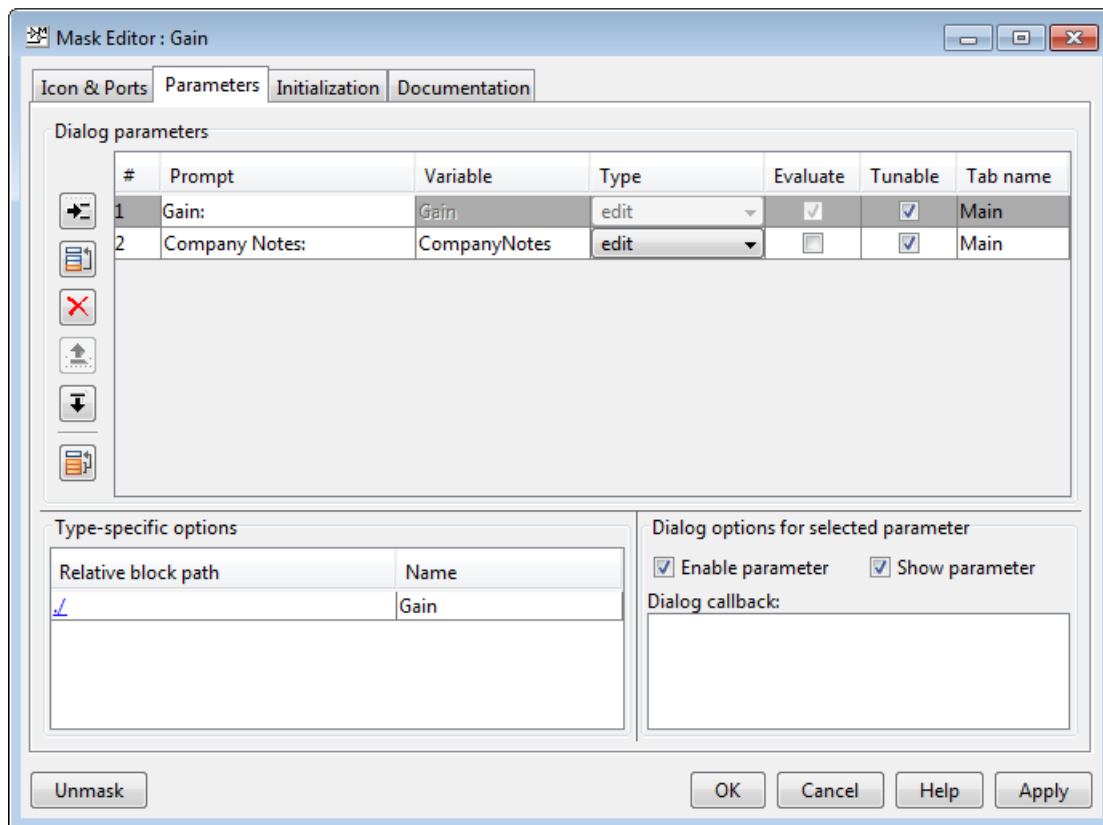 Mask Editor : Gain
Icon & Ports Parameters Initialization Documentation
Dialog parameters
# Prompt Variable Type Evaluate Tunable Tab name
1 Gain: Gain edit Main
2 Company Notes: CompanyNotes edit Main
Type-specific options
Relative block path Name
./ Gain
Dialog options for selected parameter
Enable parameter Show parameter
Dialog callback:
Unmask OK Cancel Help Apply